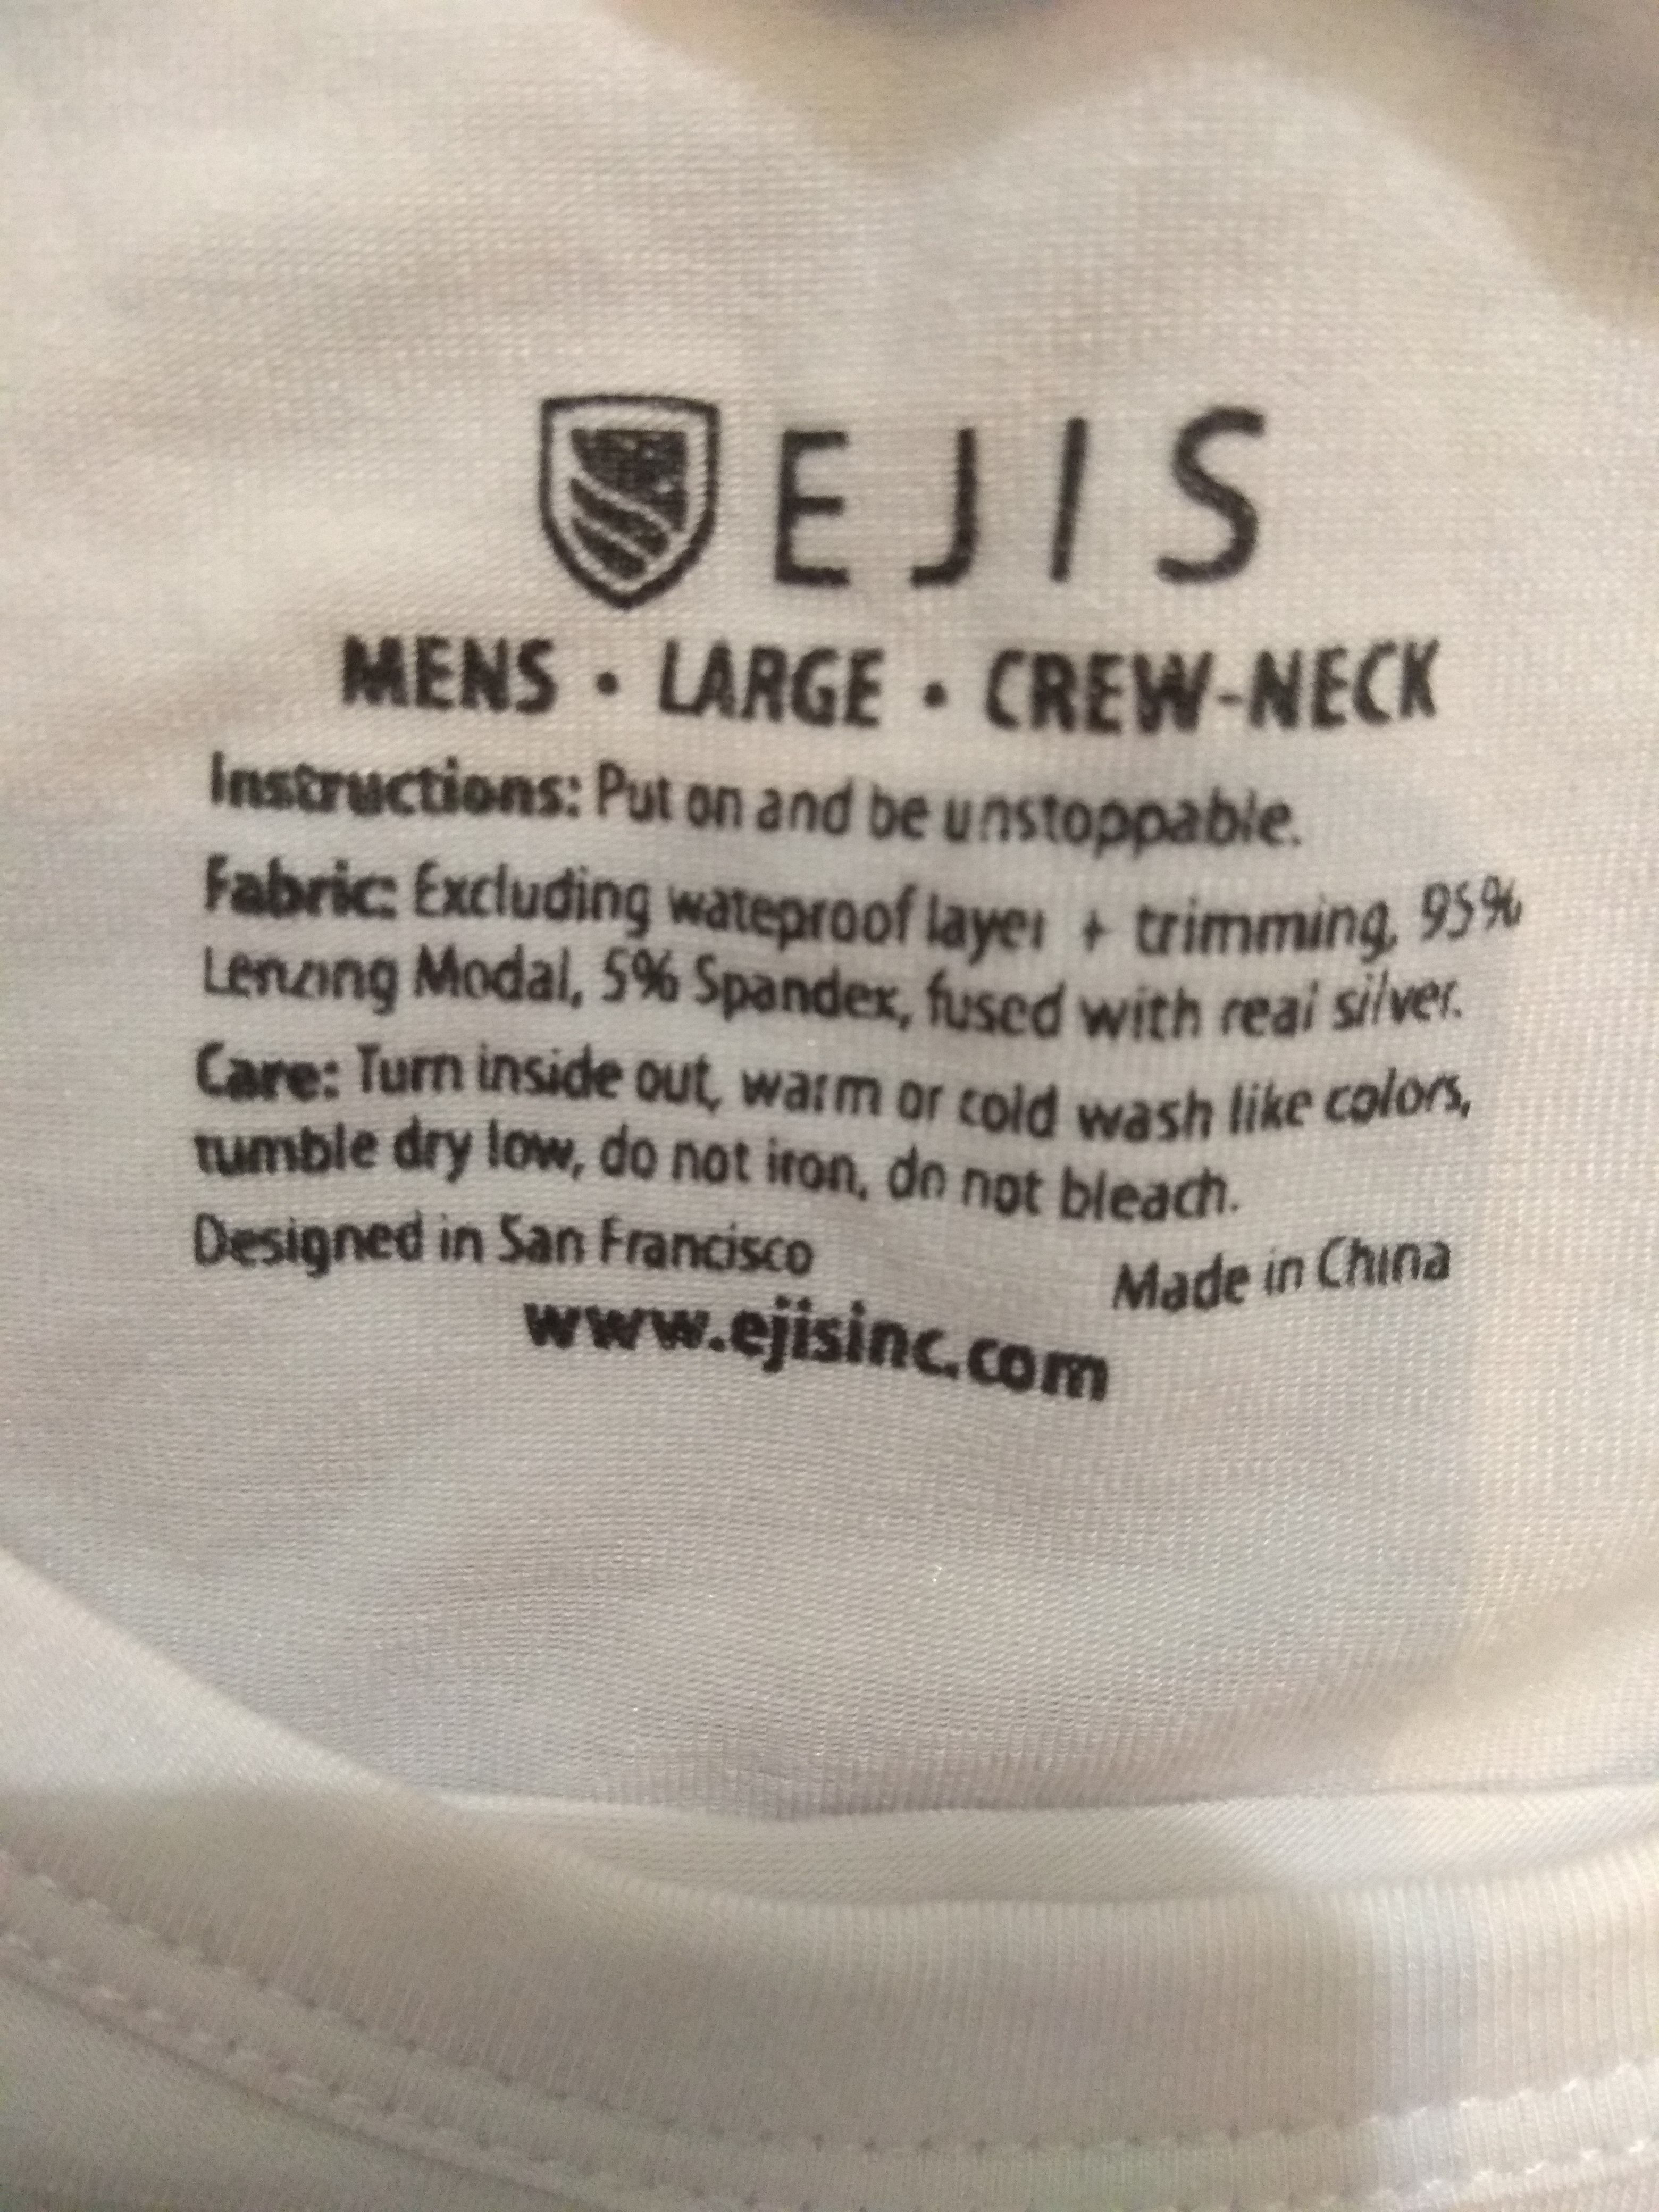 EJIS
MENS • LARGE • CREW-NECK
Instructions: Put on and be unstoppable.
Fabric: Excluding wateproof layer + trimming, 95%
Lenzing Modal, 5% Spandex, fused with real silver.
Care: Turn inside out, warm or cold wash like colors,
tumble dry low, do not iron, do not bleach.
Designed in San Francisco Made in China
www.ejisinc.com